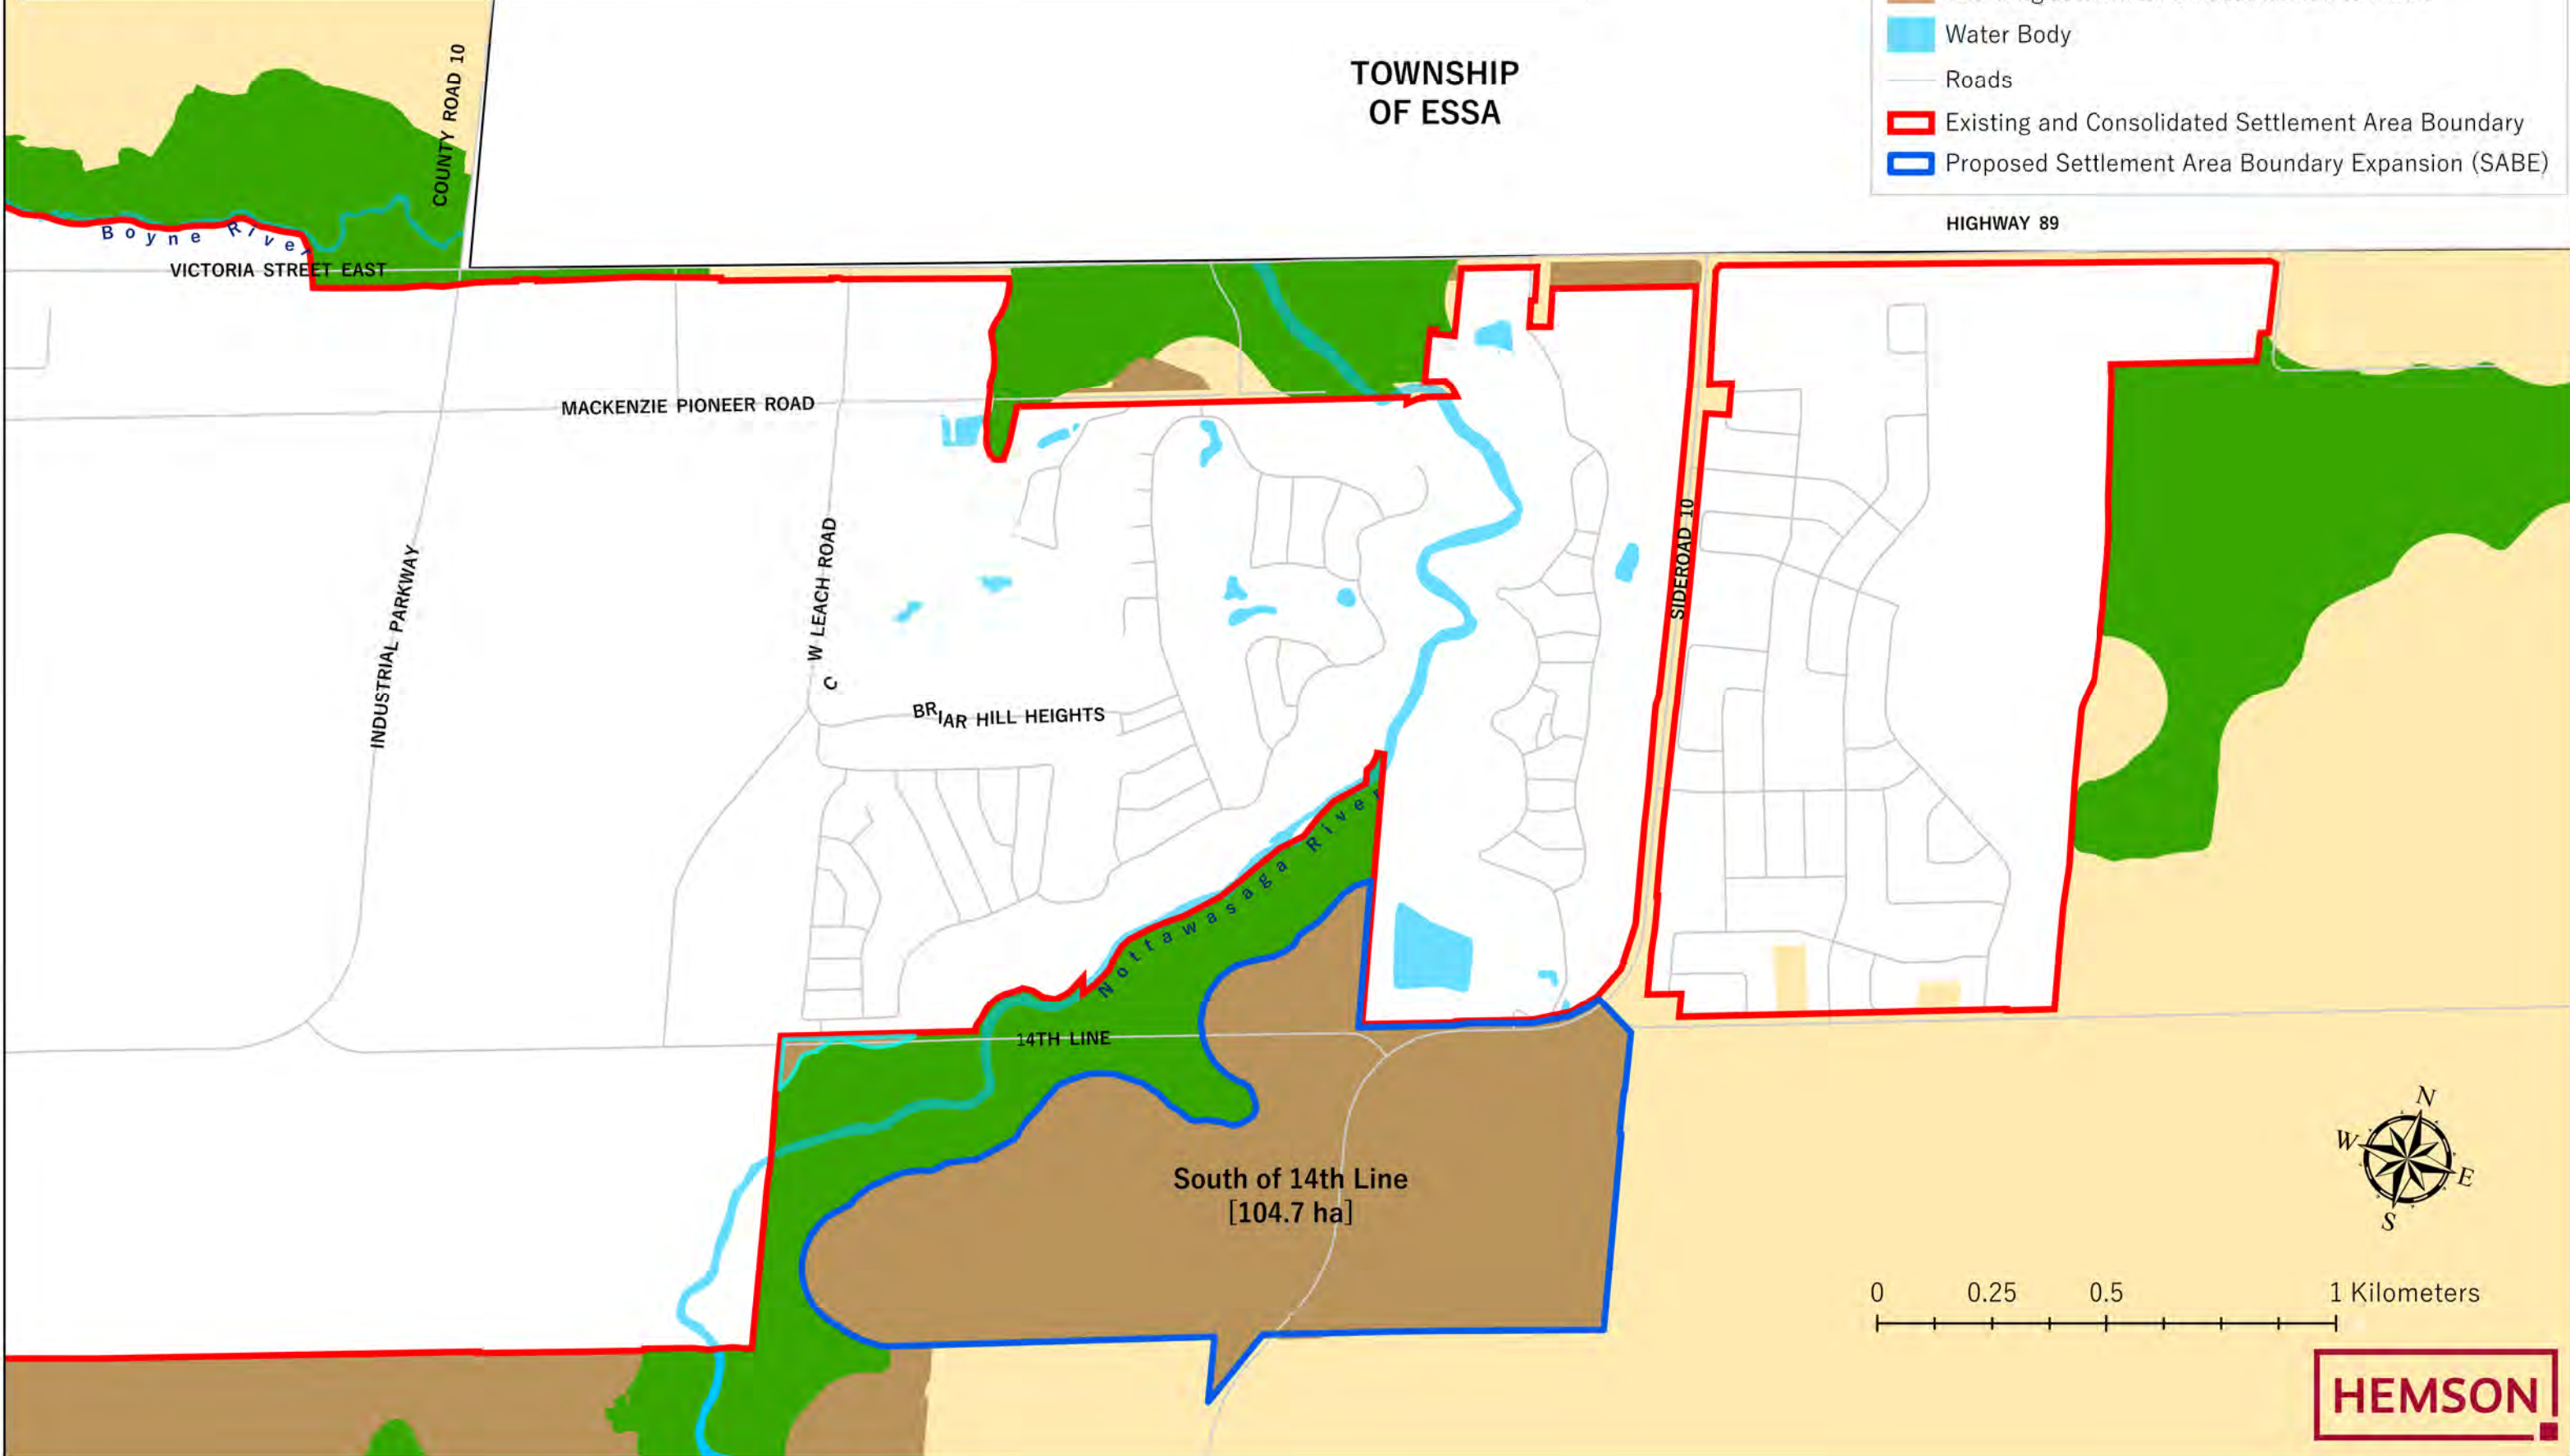 Water Body
Roads
Existing and Consolidated Settlement Area Boundary
Proposed Settlement Area Boundary Expansion (SABE)
TOWNSHIP
OF ESSA
COUNTY ROAD 10
HIGHWAY 89
Boyne River
VICTORIA STREET EAST
MACKENZIE PIONEER ROAD
INDUSTRIAL PARKWAY
C W LEACH ROAD
SIDEROAD 10
BRIAR HILL HEIGHTS
Nottawasaga River
14TH LINE
South of 14th Line
[104.7 ha]
N
W
E
S
0 0.25 0.5 1 Kilometers
HEMSON